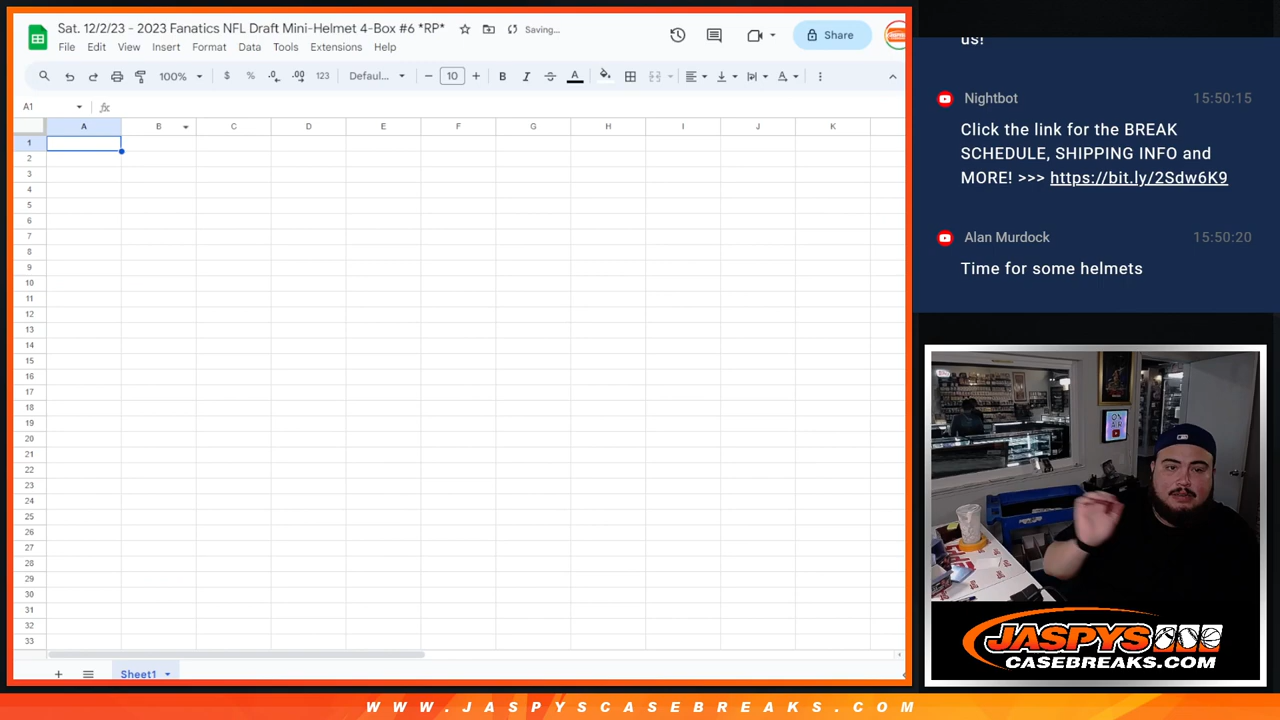 Sat. 12/2/23 - 2023 Fanatics NFL Draft Mini-Helmet 4-Box #6 *RP*
Saving...
Share
File Edit View Insert Format Data Tools Extensions Help
100% $ % .0 .00 123 Defaul... 10 B I A
A1
fx
A B C D E F G H I J K
1
2
3
4
5
6
7
8
9
10
11
12
13
14
15
16
17
18
19
20
21
22
23
24
25
26
27
28
29
30
31
32
33
Sheet1
us!
Nightbot 15:50:15
Click the link for the BREAK
SCHEDULE, SHIPPING INFO and
MORE! >>> https://bit.ly/2Sdw6K9
Alan Murdock 15:50:20
Time for some helmets
JASPYS
CASEBREAKS.COM
WWW.JASPYSCASEBREAKS.COM